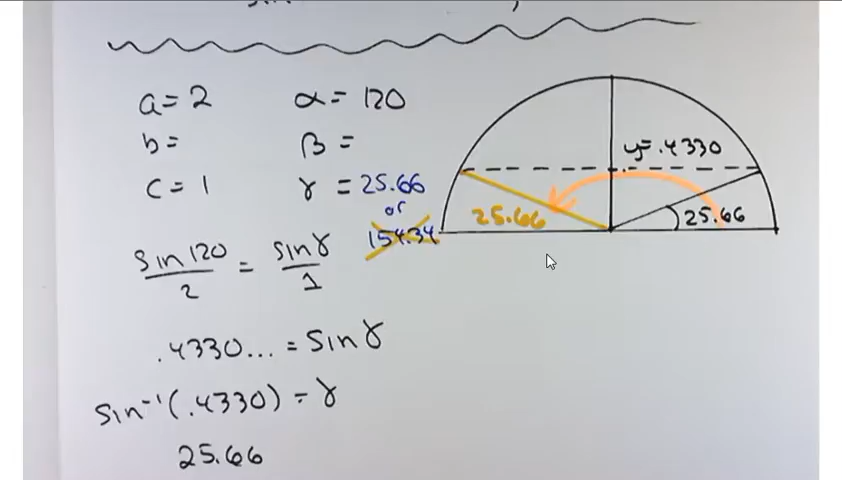 a = 2
α = 120
b =
β =
c = 1
γ = 25.66
or
154.34
sin 120 / 2 = sin γ / 1
.4330... = sin γ
sin⁻¹(.4330) = γ
25.66
y = .4330
25.66
25.66